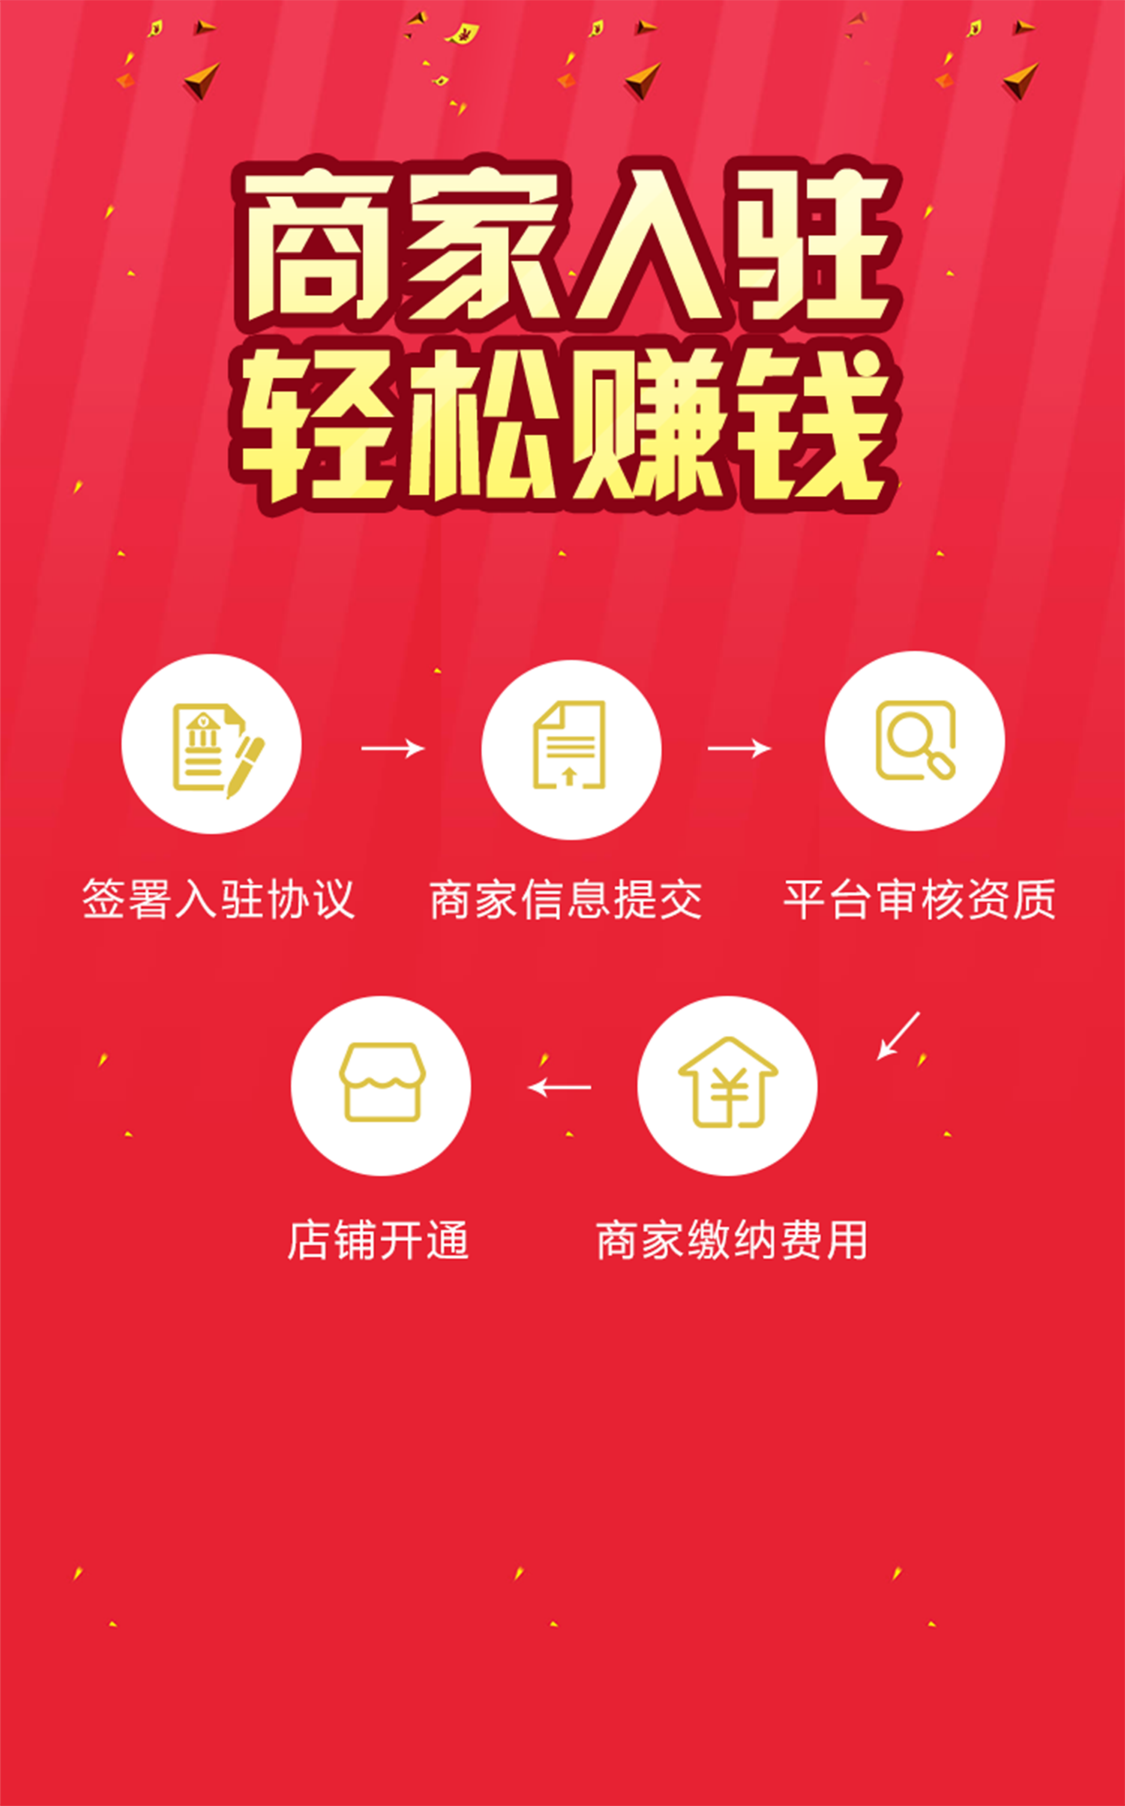 商家入驻
轻松赚钱
签署入驻协议
商家信息提交
平台审核资质
店铺开通
商家缴纳费用